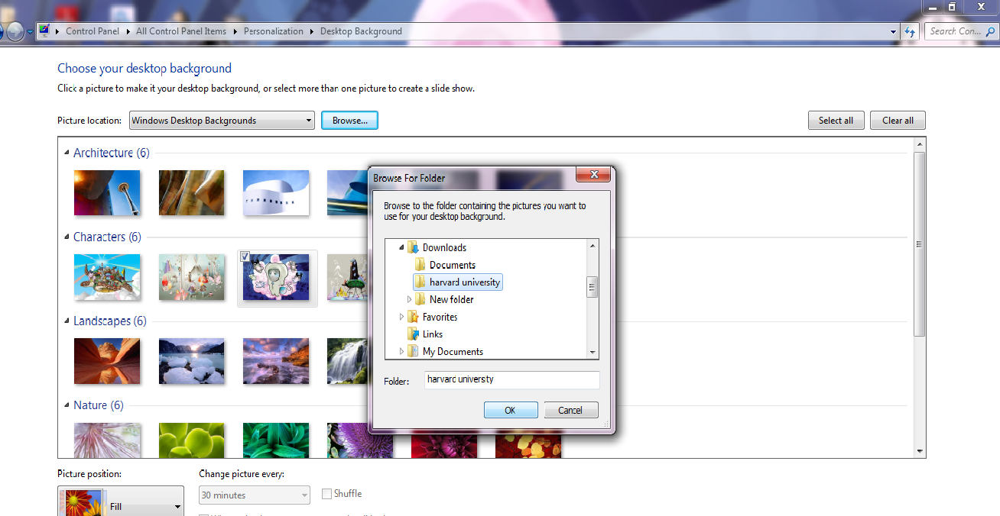 Control Panel All Control Panel Items Personalization Desktop Background
Search Con...
Choose your desktop background
Click a picture to make it your desktop background, or select more than one picture to create a slide show.
Picture location: Windows Desktop Backgrounds Browse... Select all Clear all
Architecture (6)
Characters (6)
Landscapes (6)
Nature (6)
Browse For Folder
Browse to the folder containing the pictures you want to
use for your desktop background.
Downloads
Documents
harvard university
New folder
Favorites
Links
My Documents
Folder: harvard university
OK Cancel
Picture position: Change picture every:
Fill 30 minutes Shuffle